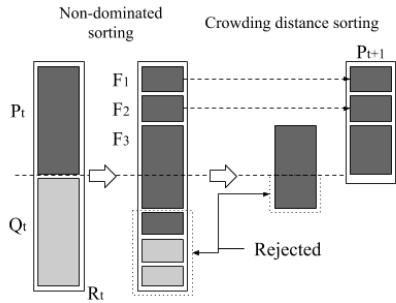 Non-dominated
sorting
Crowding distance sorting
Pt+1
F1
Pt
F2
F3
Qt
Rejected
Rt